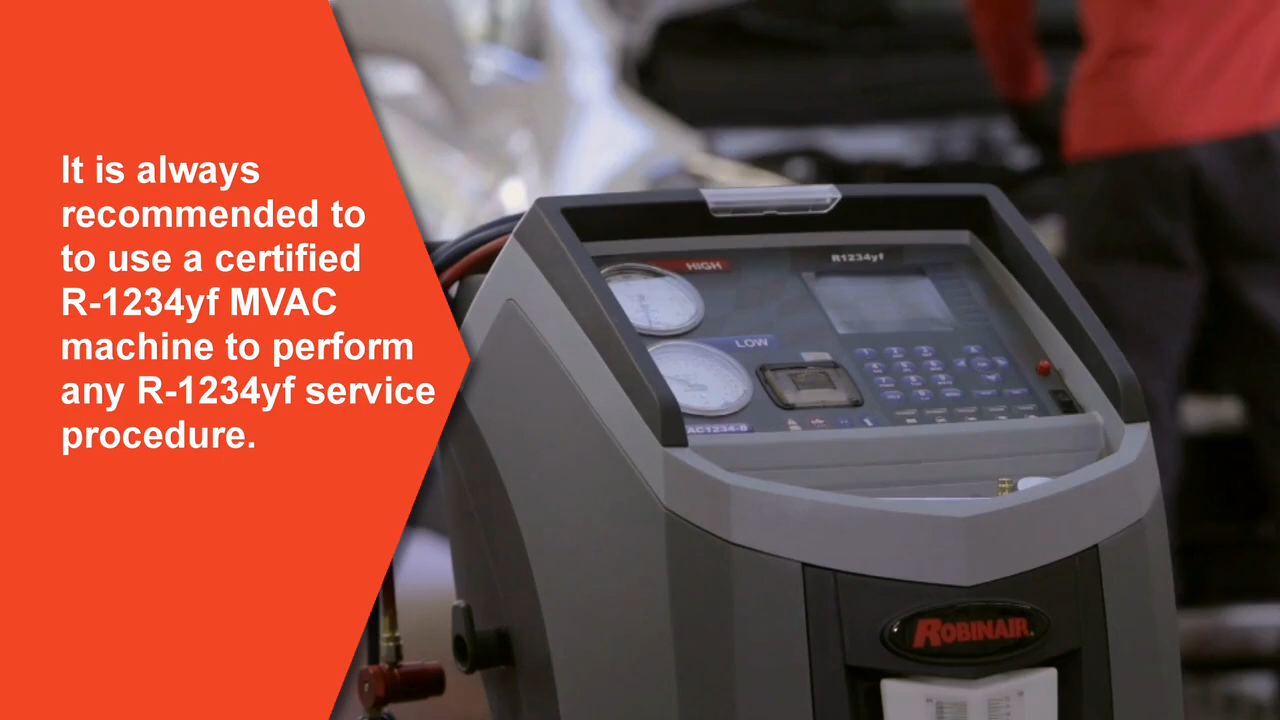 It is always
recommended to
to use a certified
R-1234yf MVAC
machine to perform
any R-1234yf service
procedure.
HIGH
R1234yf
LOW
AC1234-8
ROBINAIR